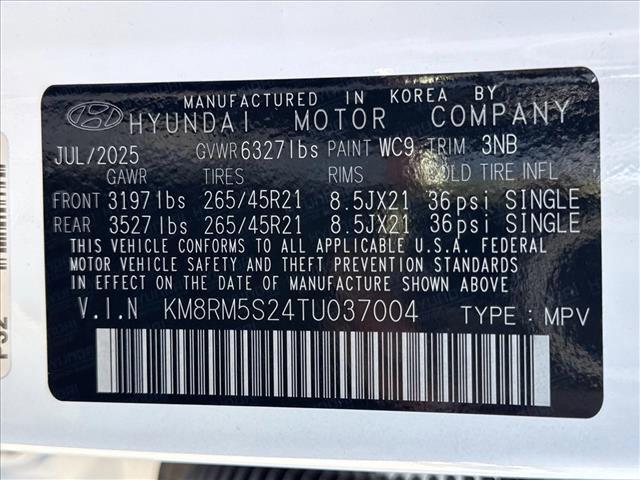 MANUFACTURED IN KOREA BY
HYUNDAI MOTOR COMPANY
JUL/2025 GVWR 6327lbs PAINT WC9 TRIM 3NB
GAWR TIRES RIMS COLD TIRE INFL
FRONT 3197lbs 265/45R21 8.5JX21 36psi SINGLE
REAR 3527lbs 265/45R21 8.5JX21 36psi SINGLE
THIS VEHICLE CONFORMS TO ALL APPLICABLE U.S.A. FEDERAL
MOTOR VEHICLE SAFETY AND THEFT PREVENTION STANDARDS
IN EFFECT ON THE DATE OF MANUFACTURE SHOWN ABOVE
V.I.N KM8RM5S24TU037004 TYPE : MPV